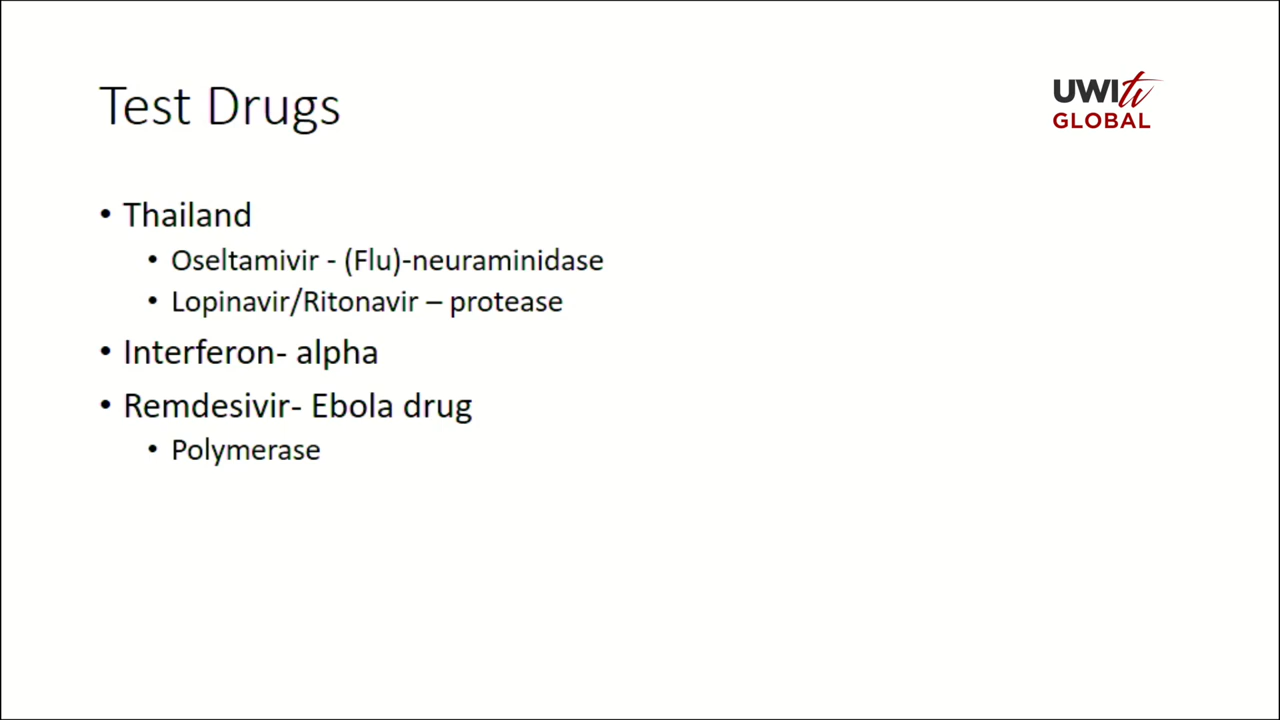 Test Drugs
UWI tv
GLOBAL
• Thailand
• Oseltamivir - (Flu)-neuraminidase
• Lopinavir/Ritonavir – protease
• Interferon- alpha
• Remdesivir- Ebola drug
• Polymerase